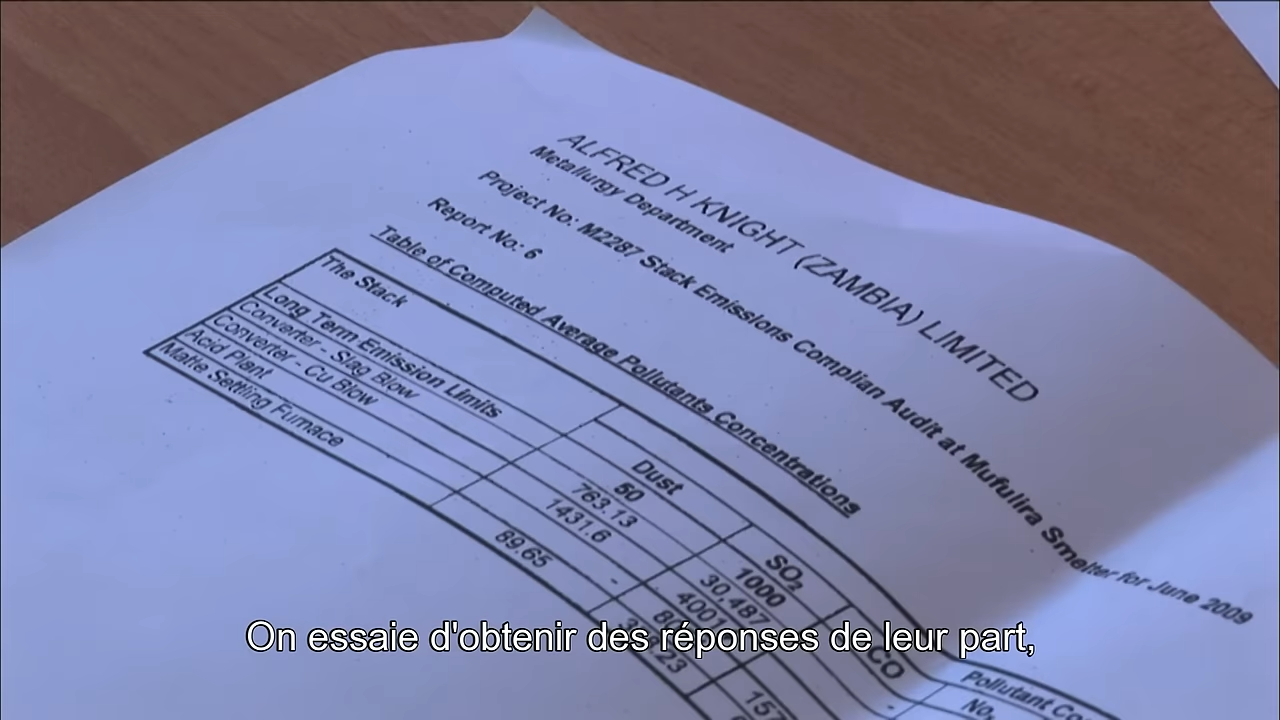 ALFRED H KNIGHT (ZAMBIA) LIMITED
Metallurgy Department
Project No: M2287 Stack Emissions Complian Audit at Mufulira Smelter for June 2009
Report No: 6
Table of Computed Average Pollutants Concentrations
The Stack
Dust SO2 CO Pollutant
Long Term Emission Limits 50 1000
Converter - Slag Blow 763.13 30,487
Converter - Cu Blow 1431.6 4001
Acid Plant -
Matte Settling Furnace 89.65
On essaie d'obtenir des réponses de leur part,